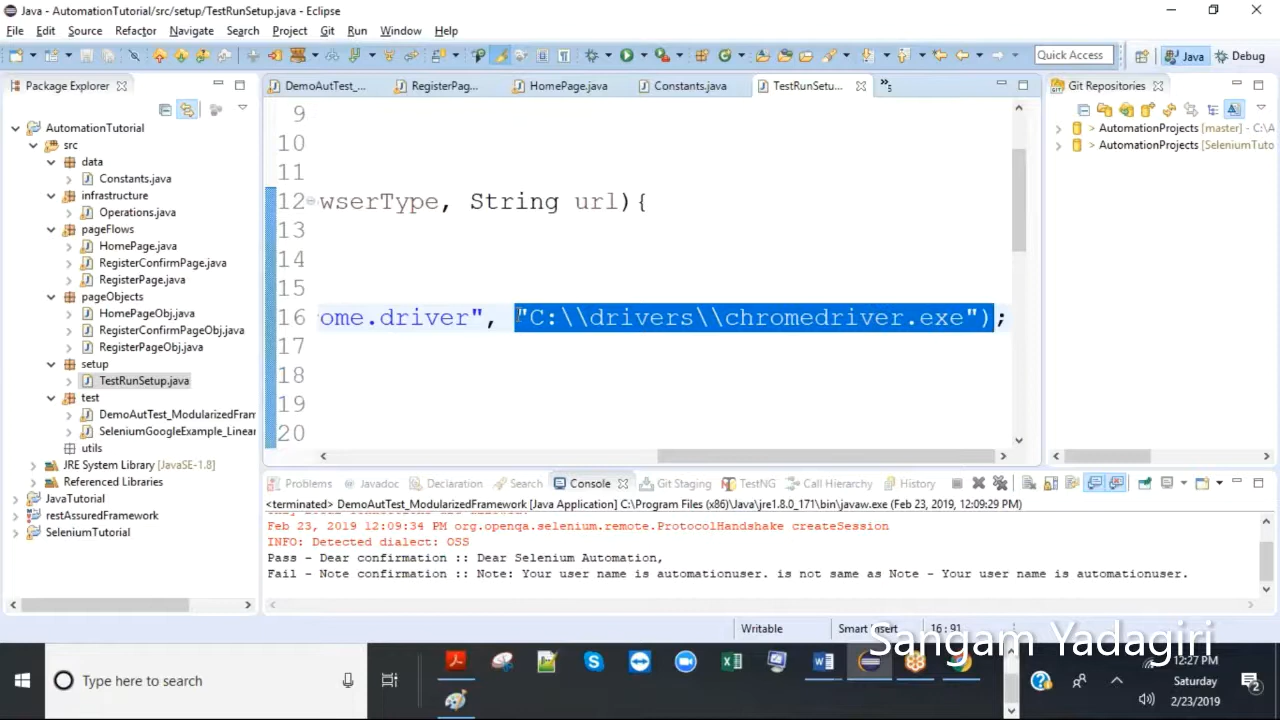 Java - AutomationTutorial/src/setup/TestRunSetup.java - Eclipse
File Edit Source Refactor Navigate Search Project Git Run Window Help
Quick Access
Java
Debug
Package Explorer
DemoAutTest_...
RegisterPag...
HomePage.java
Constants.java
TestRunSetu...
5
Git Repositories
AutomationTutorial
src
data
Constants.java
infrastructure
Operations.java
pageFlows
HomePage.java
RegisterConfirmPage.java
RegisterPage.java
pageObjects
HomePageObj.java
RegisterConfirmPageObj.java
RegisterPageObj.java
setup
TestRunSetup.java
test
DemoAutTest_ModularizedFram
SeleniumGoogleExample_Linear
utils
JRE System Library [JavaSE-1.8]
Referenced Libraries
JavaTutorial
restAssuredFramework
SeleniumTutorial
9
10
11
12 wserType, String url){
13
14
15
16 ome.driver", "C:\\drivers\\chromedriver.exe");
17
18
19
20
> AutomationProjects [master] - C:\A
> AutomationProjects [SeleniumTuto
Problems @ Javadoc Declaration Search Console Git Staging TestNG Call Hierarchy History
<terminated> DemoAutTest_ModularizedFramework [Java Application] C:\Program Files (x86)\Java\jre1.8.0_171\bin\javaw.exe (Feb 23, 2019 12:09:29 PM)
Feb 23, 2019 12:09:34 PM org.openqa.selenium.remote.ProtocolHandshake createSession
INFO: Detected dialect: OSS
Pass - Dear confirmation :: Dear Selenium Automation,
Fail - Note confirmation :: Note: Your user name is automationuser. is not same as Note - Your user name is automationuser.
Writable
Smart Insert
16 : 91
Sangam Yadagiri
Type here to search
12:27 PM
Saturday
2/23/2019
2